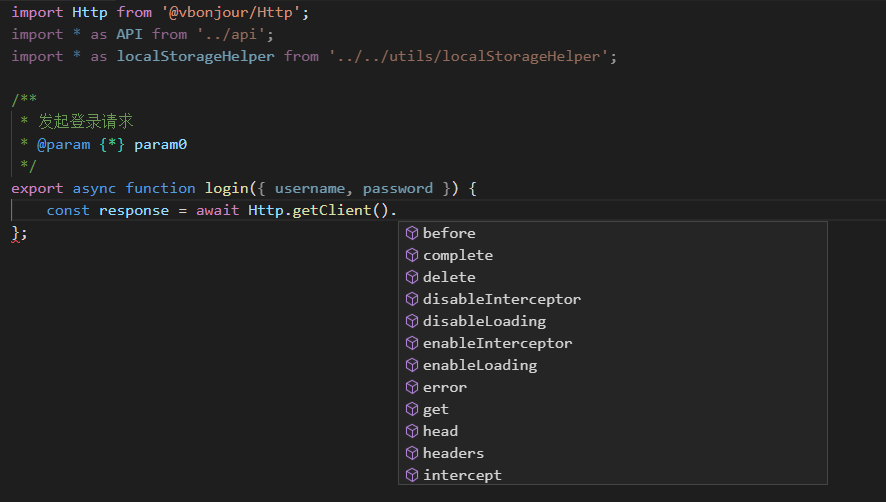 import Http from '@vbonjour/Http';
import * as API from '../api';
import * as localStorageHelper from '../../utils/localStorageHelper';
/**
 * 发起登录请求
 * @param {*} param0
 */
export async function login({ username, password }) {
    const response = await Http.getClient().
};
before
complete
delete
disableInterceptor
disableLoading
enableInterceptor
enableLoading
error
get
head
headers
intercept